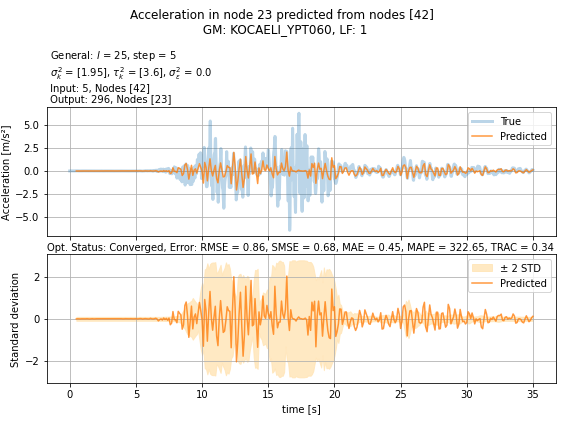 Acceleration in node 23 predicted from nodes [42]
GM: KOCAELI_YPT060, LF: 1
General: l = 25, step = 5
σ²ₖ = [1.95], τ²ₖ = [3.6], σ²ε = 0.0
Input: 5, Nodes [42]
Output: 296, Nodes [23]
Acceleration [m/s²]
5.0
2.5
0.0
−2.5
−5.0
True
Predicted
Opt. Status: Converged, Error: RMSE = 0.86, SMSE = 0.68, MAE = 0.45, MAPE = 322.65, TRAC = 0.34
Standard deviation
2
0
−2
± 2 STD
Predicted
0 5 10 15 20 25 30 35
time [s]